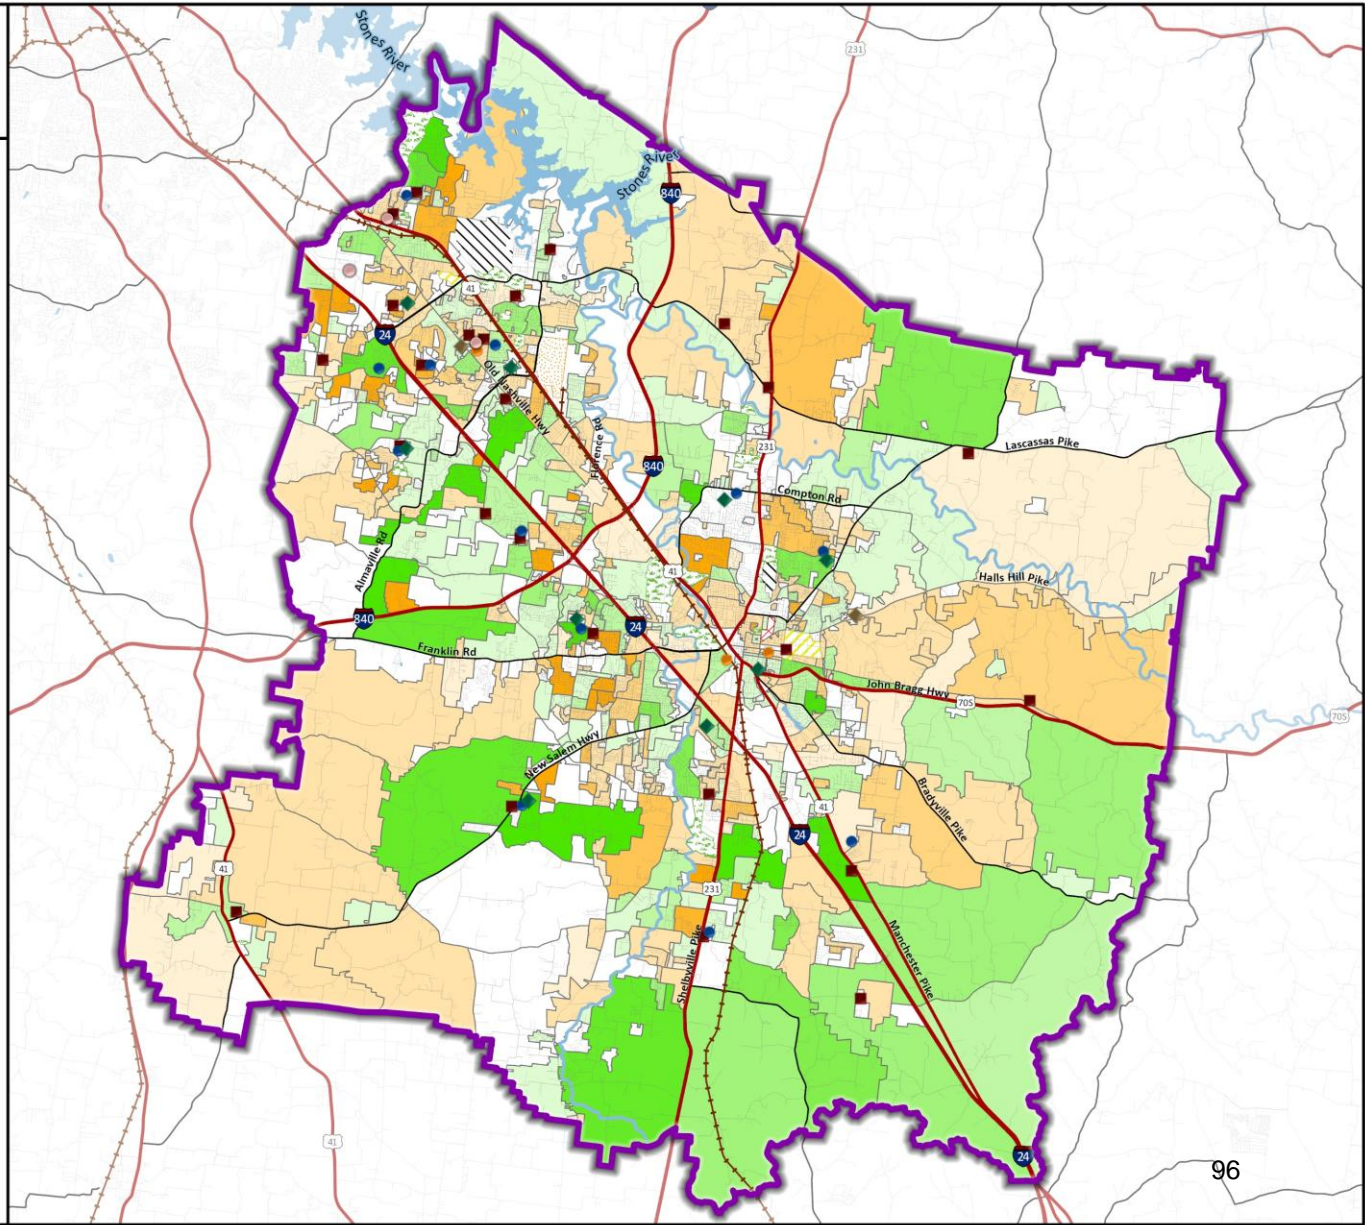 Stones River
231
Stones River
840
41
24
Old Nashville Hwy
Florence Rd
231
Lascassas Pike
840
Compton Rd
Almaville Rd
41
Halls Hill Pike
840
24
Franklin Rd
John Bragg Hwy
70S
70S
New Salem Hwy
Bradyville Pike
41
24
41
231
Manchester Pike
Shelbyville Pike
41
24
96